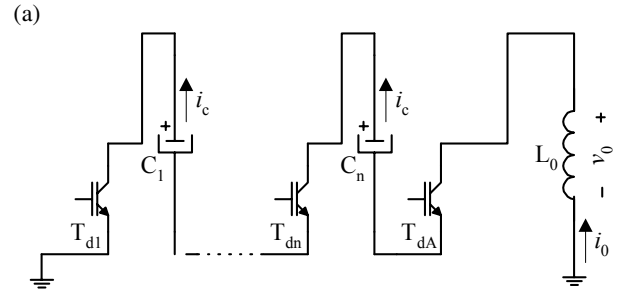 (a)
i_c
i_c
+
+
+
C_1
C_n
L_0
v_0
−
T_d1
T_dn
T_dA
i_0